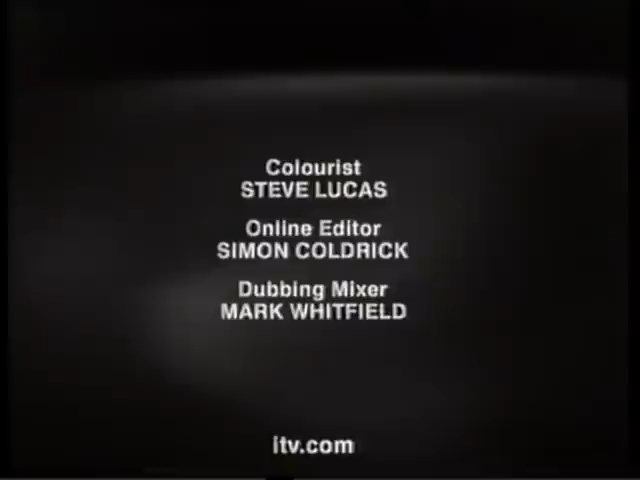 Colourist
STEVE LUCAS
Online Editor
SIMON COLDRICK
Dubbing Mixer
MARK WHITFIELD
itv.com